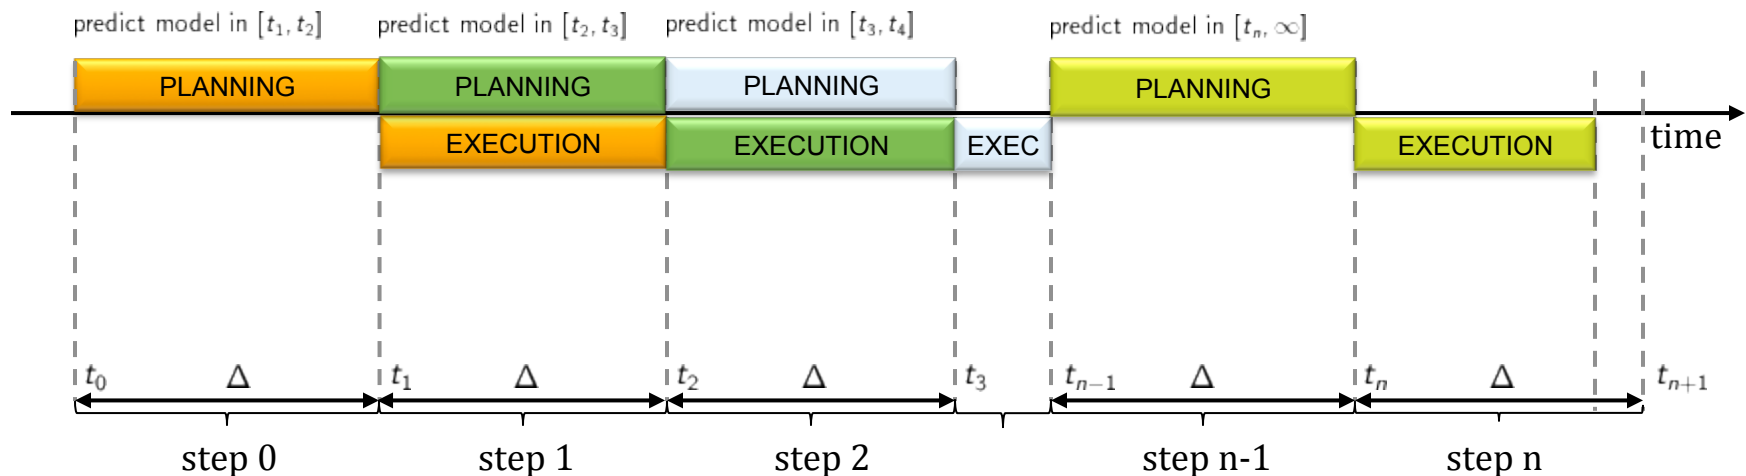 predict model in [t₁, t₂] predict model in [t₂, t₃] predict model in [t₃, t₄] predict model in [tₙ, ∞]
PLANNING PLANNING PLANNING PLANNING
EXECUTION EXECUTION EXEC EXECUTION time
t₀ Δ t₁ Δ t₂ Δ t₃ tₙ₋₁ Δ tₙ Δ tₙ₊₁
step 0 step 1 step 2 step n-1 step n